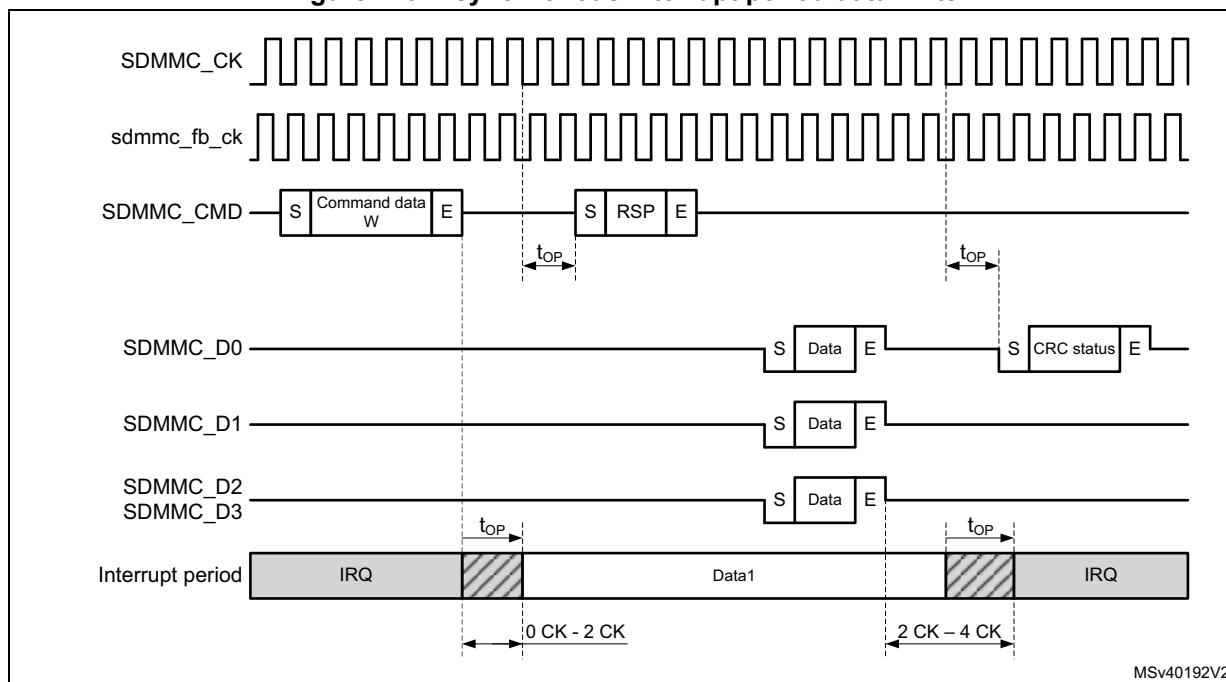 SDMMC_CK
sdmmc_fb_ck
SDMMC_CMD
S
Command data
W
E
S
RSP
E
tOP
tOP
SDMMC_D0
S
Data
E
S
CRC status
E
SDMMC_D1
S
Data
E
SDMMC_D2
SDMMC_D3
S
Data
E
tOP
tOP
Interrupt period
IRQ
Data1
IRQ
0 CK - 2 CK
2 CK – 4 CK
MSv40192V2